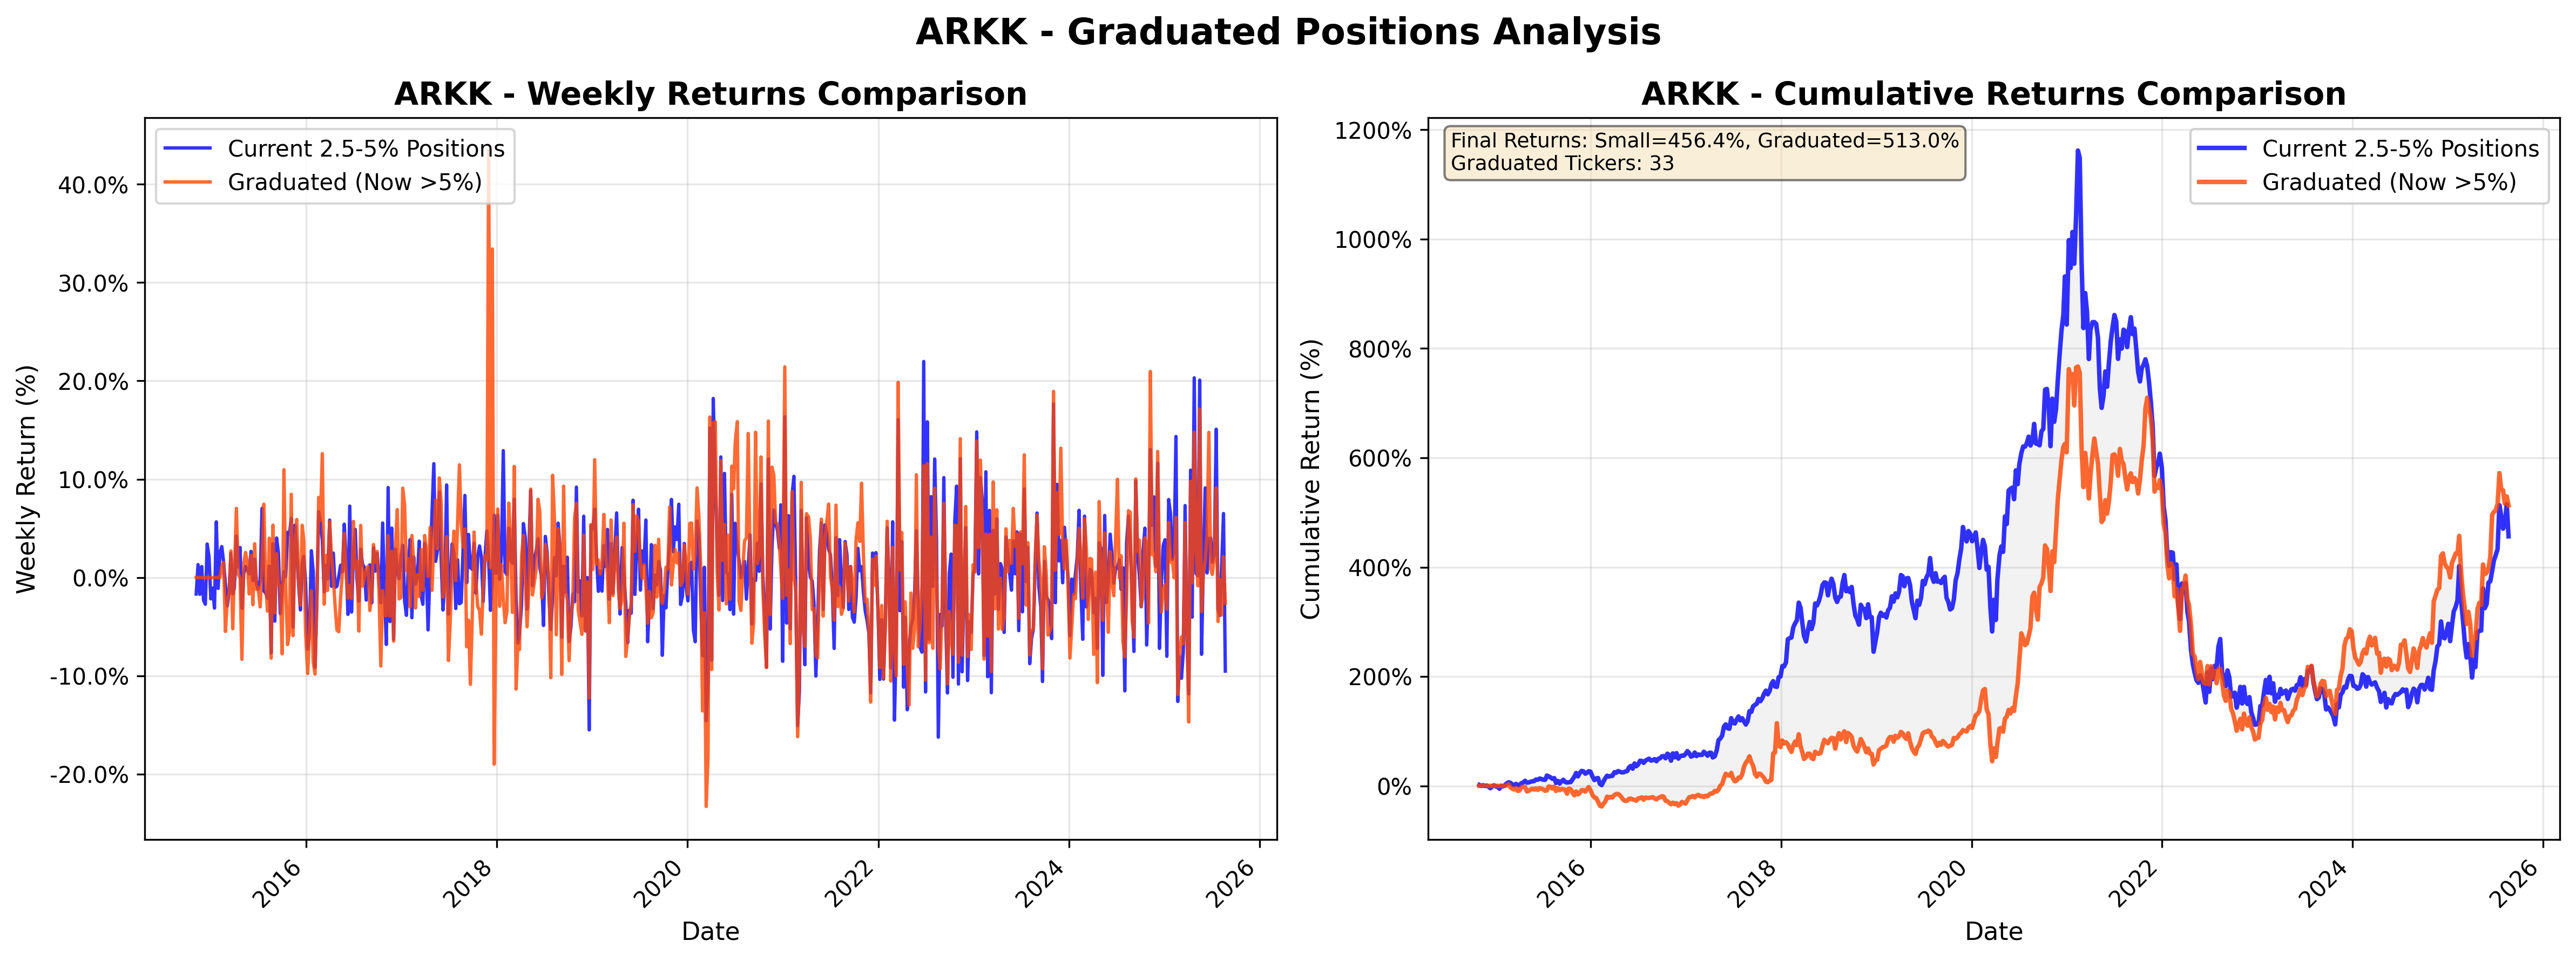 ARKK - Graduated Positions Analysis
ARKK - Weekly Returns Comparison
Current 2.5-5% Positions
Graduated (Now >5%)
Weekly Return (%)
40.0%
30.0%
20.0%
10.0%
0.0%
-10.0%
-20.0%
2016
2018
2020
2022
2024
2026
Date
ARKK - Cumulative Returns Comparison
Final Returns: Small=456.4%, Graduated=513.0%
Graduated Tickers: 33
Current 2.5-5% Positions
Graduated (Now >5%)
Cumulative Return (%)
1200%
1000%
800%
600%
400%
200%
0%
2016
2018
2020
2022
2024
2026
Date